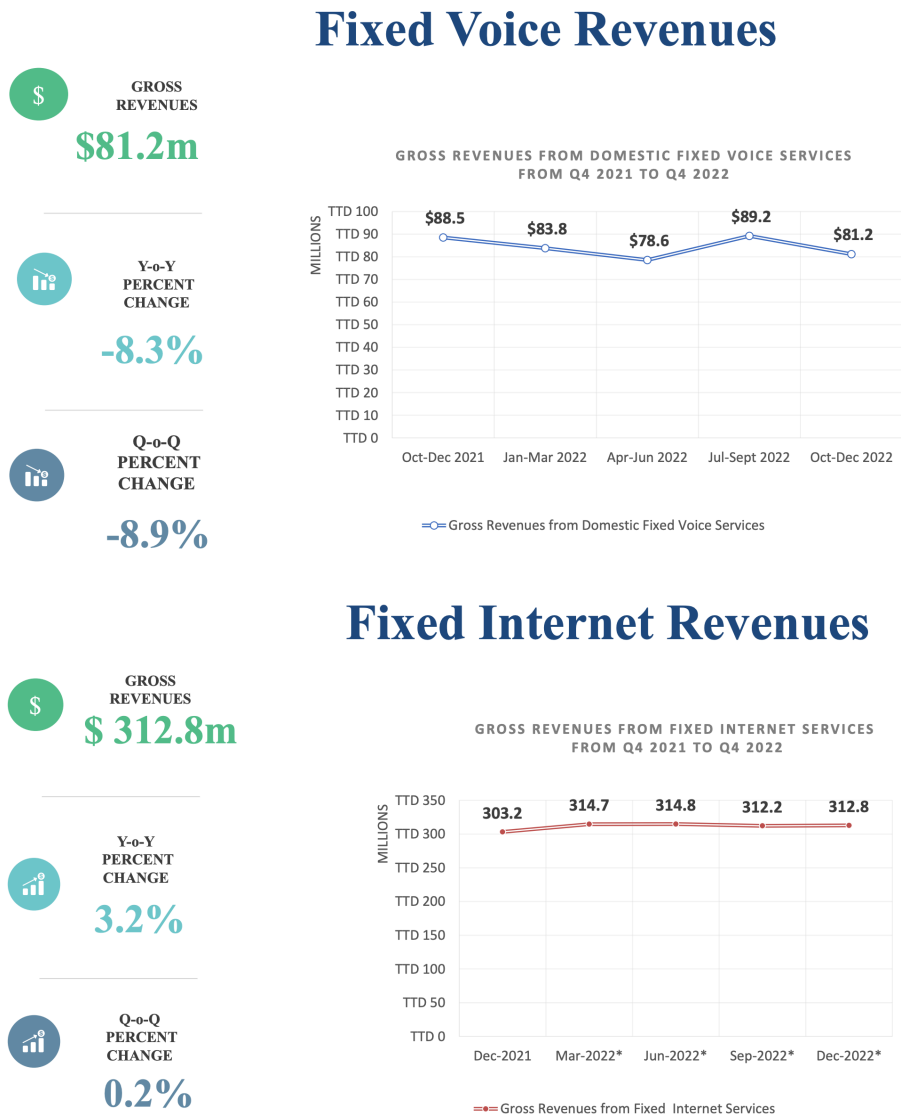 Fixed Voice Revenues
$
GROSS
REVENUES
$81.2m
Y-o-Y
PERCENT
CHANGE
-8.3%
Q-o-Q
PERCENT
CHANGE
-8.9%
GROSS REVENUES FROM DOMESTIC FIXED VOICE SERVICES
FROM Q4 2021 TO Q4 2022
MILLIONS
TTD 100
TTD 90
TTD 80
TTD 70
TTD 60
TTD 50
TTD 40
TTD 30
TTD 20
TTD 10
TTD 0
$88.5
$83.8
$78.6
$89.2
$81.2
Oct-Dec 2021
Jan-Mar 2022
Apr-Jun 2022
Jul-Sept 2022
Oct-Dec 2022
Gross Revenues from Domestic Fixed Voice Services
Fixed Internet Revenues
$
GROSS
REVENUES
$ 312.8m
Y-o-Y
PERCENT
CHANGE
3.2%
Q-o-Q
PERCENT
CHANGE
0.2%
GROSS REVENUES FROM FIXED INTERNET SERVICES
FROM Q4 2021 TO Q4 2022
MILLIONS
TTD 350
TTD 300
TTD 250
TTD 200
TTD 150
TTD 100
TTD 50
TTD 0
303.2
314.7
314.8
312.2
312.8
Dec-2021
Mar-2022*
Jun-2022*
Sep-2022*
Dec-2022*
Gross Revenues from Fixed  Internet Services